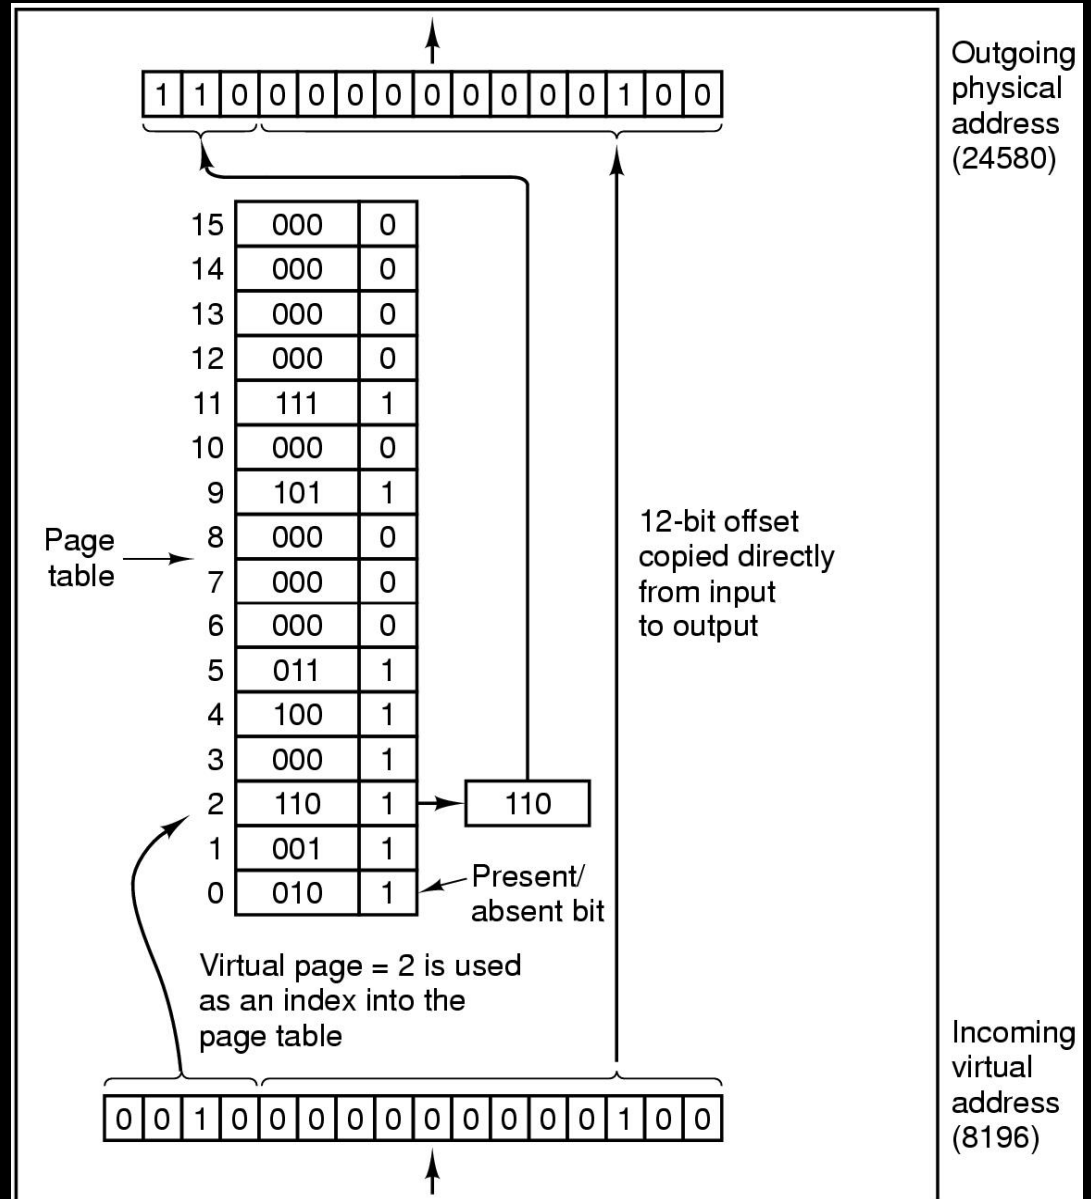 1 1 0 0 0 0 0 0 0 0 0 0 1 0 0
Outgoing
physical
address
(24580)
15 000 0
14 000 0
13 000 0
12 000 0
11 111 1
10 000 0
9 101 1
8 000 0
7 000 0
6 000 0
5 011 1
4 100 1
3 000 1
2 110 1 110
1 001 1
0 010 1
Page
table
12-bit offset
copied directly
from input
to output
Present/
absent bit
Virtual page = 2 is used
as an index into the
page table
0 0 1 0 0 0 0 0 0 0 0 0 0 1 0 0
Incoming
virtual
address
(8196)